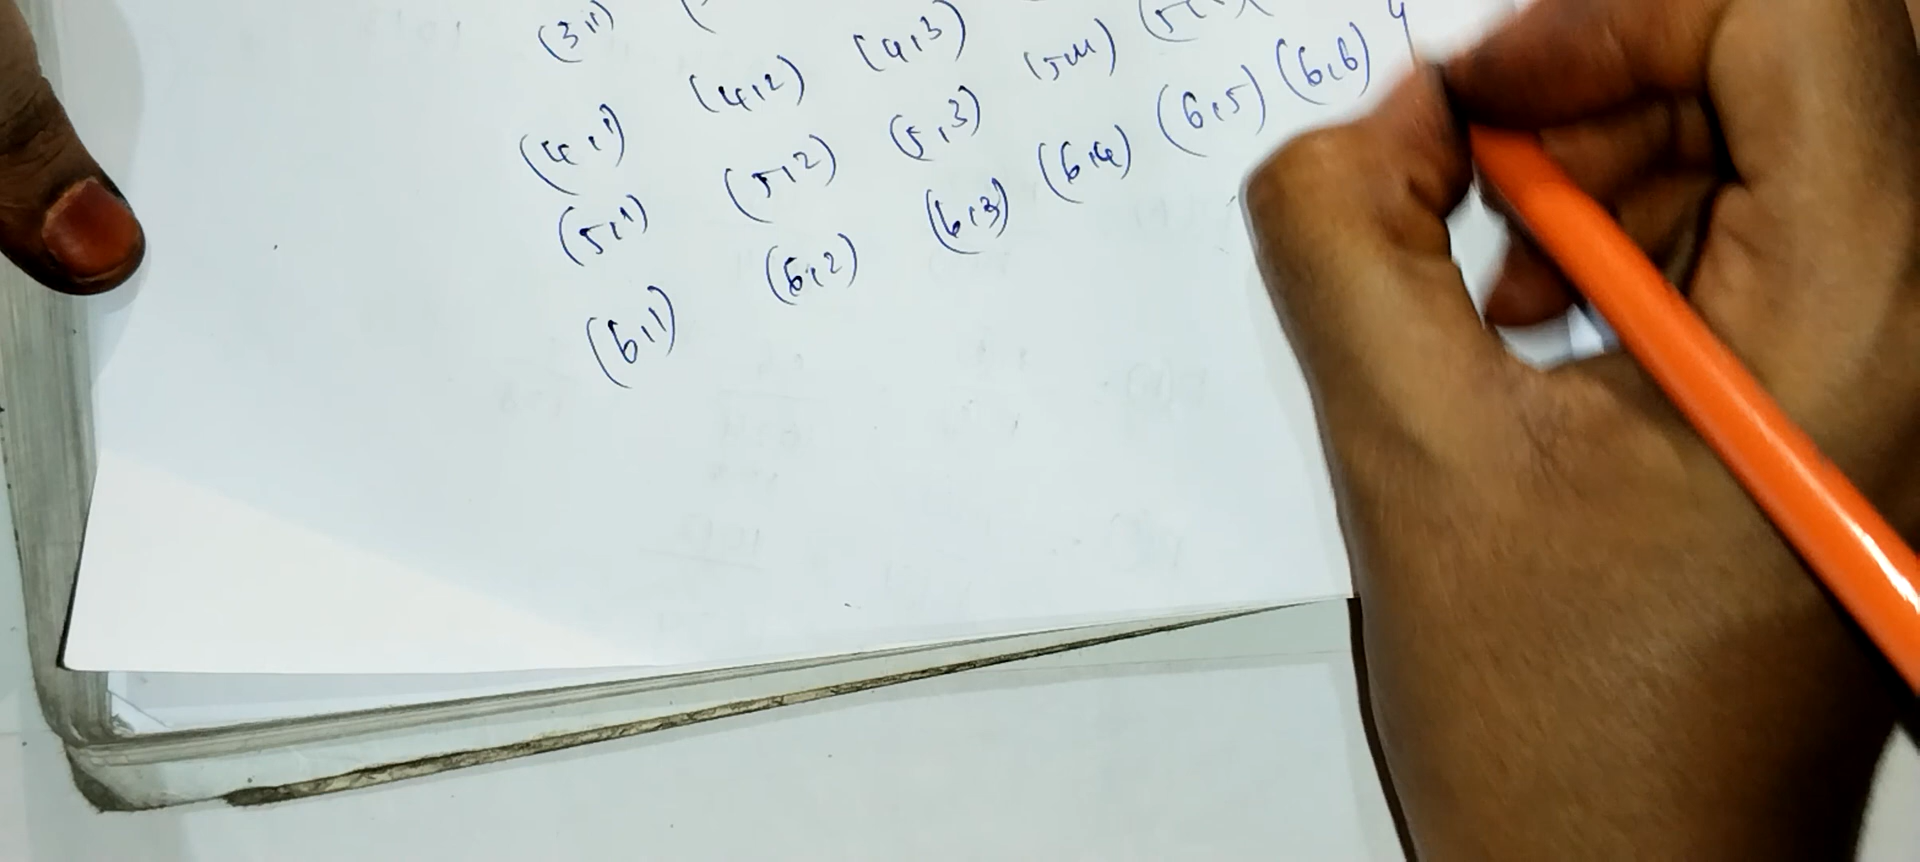 (3,1)
(4,1) (4,2) (4,3)
(5,1) (5,2) (5,3) (5,4)
(6,1) (6,2) (6,3) (6,4) (6,5) (6,6) }